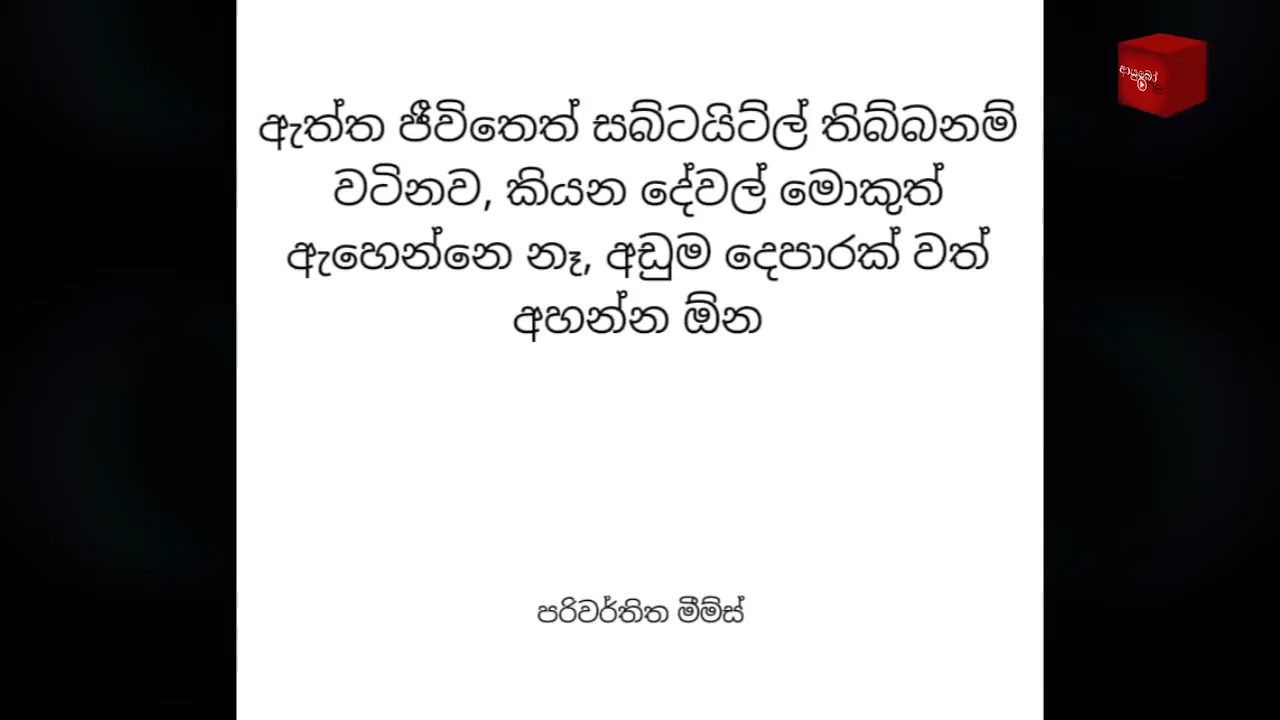 ඇත්ත ජීවිතෙත් සබ්ටයිට්ල් තිබ්බනම්
වටිනව, කියන දේවල් මොකුත්
ඇහෙන්නෙ නෑ, අඩුම දෙපාරක් වත්
අහන්න ඕන
පරිවර්තිත මීම්ස්